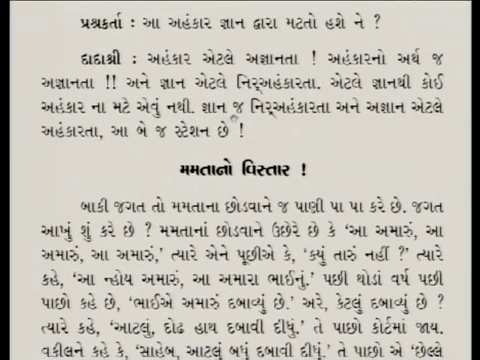 પ્રશ્નકર્તા : આ અહંકાર જ્ઞાન દ્વારા મટતો હશે ને ?
દાદાશ્રી : અહંકાર એટલે અજ્ઞાનતા ! અહંકારનો અર્થ જ
અજ્ઞાનતા !! અને જ્ઞાન એટલે નિર્અહંકારતા. એટલે જ્ઞાનથી કોઈ
અહંકાર ના મટે એવું નથી. જ્ઞાન જ નિર્અહંકારતા અને અજ્ઞાન એટલે
અહંકારતા, આ બે જ સ્ટેશન છે !
મમતાનો વિસ્તાર !
બાકી જગત તો મમતાના છોડવાને જ પાણી પા પા કરે છે. જગત
આખું શું કરે છે ? મમતાનાં છોડવાને ઉછેરે છે કે ‘આ અમારું, આ
અમારું, આ અમારું,’ ત્યારે એને પૂછીએ કે, ‘ક્યું તારું નહીં ?’ ત્યારે
કહે, ‘આ ન્હોય અમારું, આ અમારા ભાઈનું.’ પછી થોડાં વર્ષ પછી
પાછો કહે છે, ‘ભાઈએ અમારું દબાવ્યું છે.’ અરે, કેટલું દબાવ્યું છે ?
ત્યારે કહે, ‘આટલું, દોઢ હાથ દબાવી દીધું.’ તે પાછો કોર્ટમાં જાય.
વકીલને કહે કે, ‘સાહેબ, આટલું બધું દબાવી દીધું.’ તે પાછો એ ‘છેલ્લે